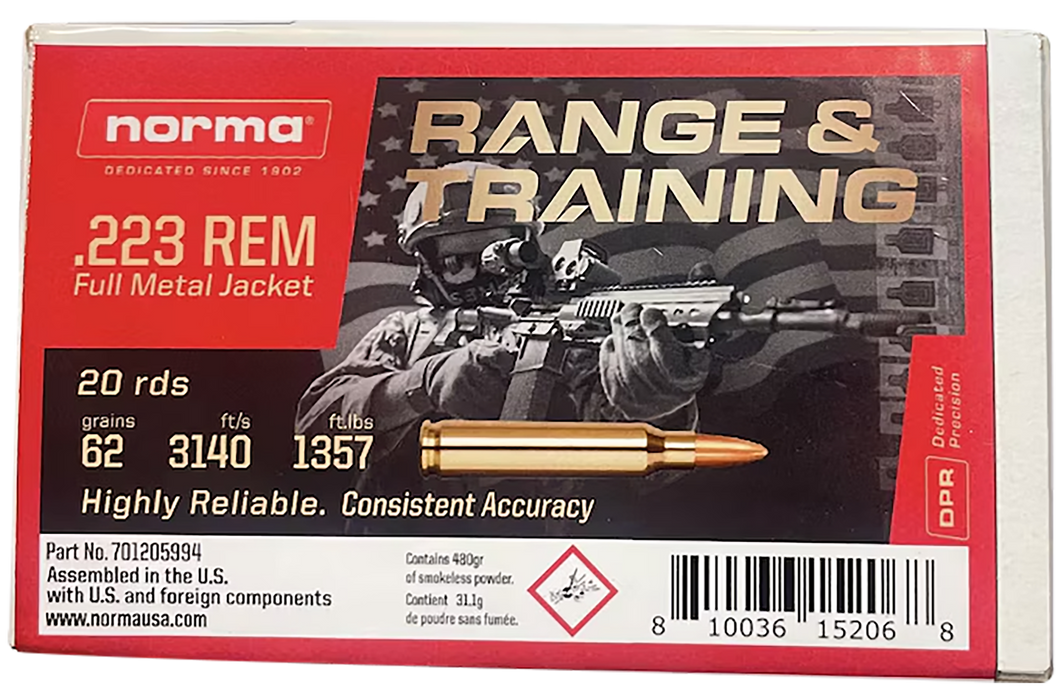 norma®
DEDICATED SINCE 1902
RANGE &
TRAINING
.223 REM
Full Metal Jacket
20 rds
grains ft/s ft.lbs
62 3140 1357
Highly Reliable. Consistent Accuracy
Dedicated
Precision
DPR
Part No. 701205994
Assembled in the U.S.
with U.S. and foreign components
www.normausa.com
Contains 480gr
of smokeless powder.
Contient 31.1g
de poudre sans fumée.
8 10036 15206 8